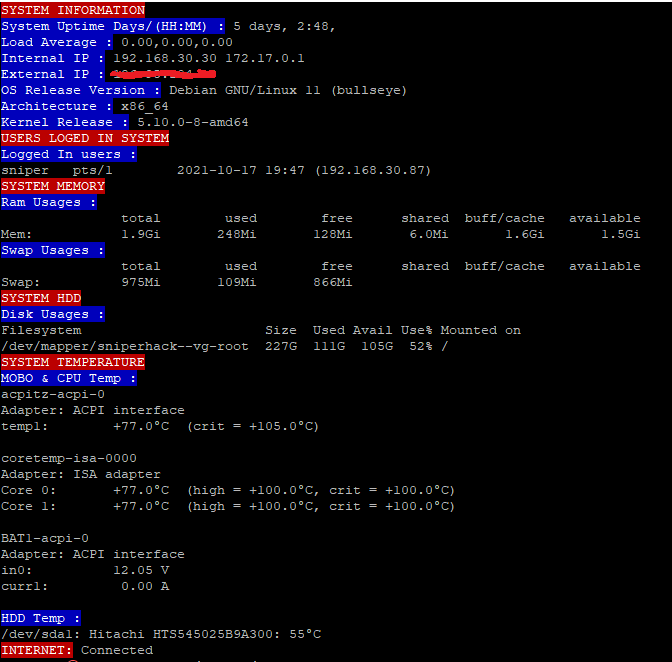 SYSTEM INFORMATION
System Uptime Days/(HH:MM) : 5 days, 2:48,
Load Average : 0.00,0.00,0.00
Internal IP : 192.168.30.30 172.17.0.1
External IP :
OS Release Version : Debian GNU/Linux 11 (bullseye)
Architecture : x86_64
Kernel Release : 5.10.0-8-amd64
USERS LOGED IN SYSTEM
Logged In users :
sniper pts/1 2021-10-17 19:47 (192.168.30.87)
SYSTEM MEMORY
Ram Usages :
total used free shared buff/cache available
Mem: 1.9Gi 248Mi 128Mi 6.0Mi 1.6Gi 1.5Gi
Swap Usages :
total used free shared buff/cache available
Swap: 975Mi 109Mi 866Mi
SYSTEM HDD
Disk Usages :
Filesystem Size Used Avail Use% Mounted on
/dev/mapper/sniperhack--vg-root 227G 111G 105G 52% /
SYSTEM TEMPERATURE
MOBO & CPU Temp :
acpitz-acpi-0
Adapter: ACPI interface
temp1: +77.0°C (crit = +105.0°C)
coretemp-isa-0000
Adapter: ISA adapter
Core 0: +77.0°C (high = +100.0°C, crit = +100.0°C)
Core 1: +77.0°C (high = +100.0°C, crit = +100.0°C)
BAT1-acpi-0
Adapter: ACPI interface
in0: 12.05 V
curr1: 0.00 A
HDD Temp :
/dev/sda1: Hitachi HTS545025B9A300: 55°C
INTERNET: Connected